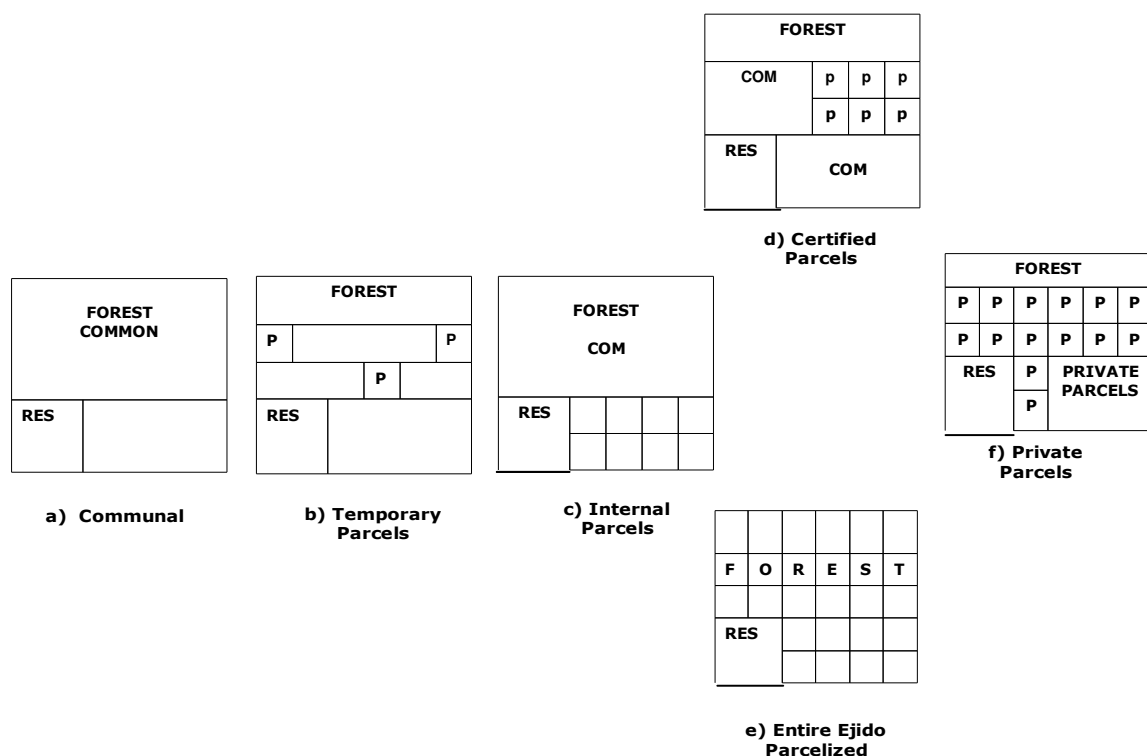 FOREST
COM
p p p
p p p
RES
COM
d) Certified
Parcels
FOREST
COMMON
RES
a) Communal
FOREST
P P
P
RES
b) Temporary
Parcels
FOREST
COM
RES
c) Internal
Parcels
FOREST
P P P P P P
P P P P P P
RES P PRIVATE
PARCELS
P
f) Private
Parcels
F O R E S T
RES
e) Entire Ejido
Parcelized